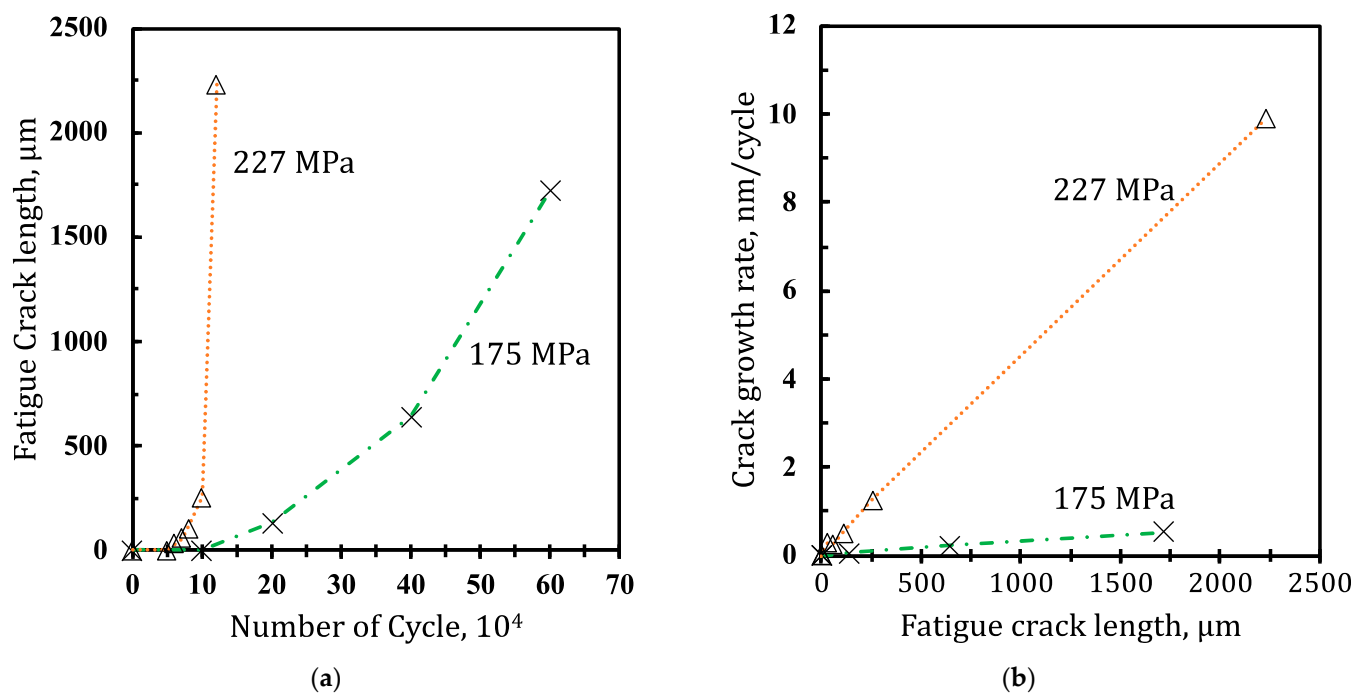 2500
2000
1500
1000
500
0
0
10
20
30
40
50
60
70
Fatigue Crack length, μm
Number of Cycle, 10⁴
227 MPa
175 MPa
(a)
12
10
8
6
4
2
0
0
500
1000
1500
2000
2500
Crack growth rate, nm/cycle
Fatigue crack length, μm
227 MPa
175 MPa
(b)